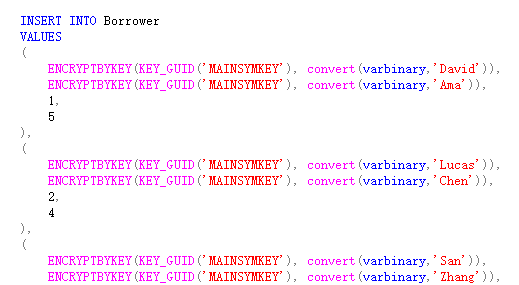 INSERT INTO Borrower
VALUES
(
ENCRYPTBYKEY(KEY_GUID('MAINSYMKEY'), convert(varbinary,'David')),
ENCRYPTBYKEY(KEY_GUID('MAINSYMKEY'), convert(varbinary,'Ama')),
1,
5
),
(
ENCRYPTBYKEY(KEY_GUID('MAINSYMKEY'), convert(varbinary,'Lucas')),
ENCRYPTBYKEY(KEY_GUID('MAINSYMKEY'), convert(varbinary,'Chen')),
2,
4
),
(
ENCRYPTBYKEY(KEY_GUID('MAINSYMKEY'), convert(varbinary,'San')),
ENCRYPTBYKEY(KEY_GUID('MAINSYMKEY'), convert(varbinary,'Zhang')),